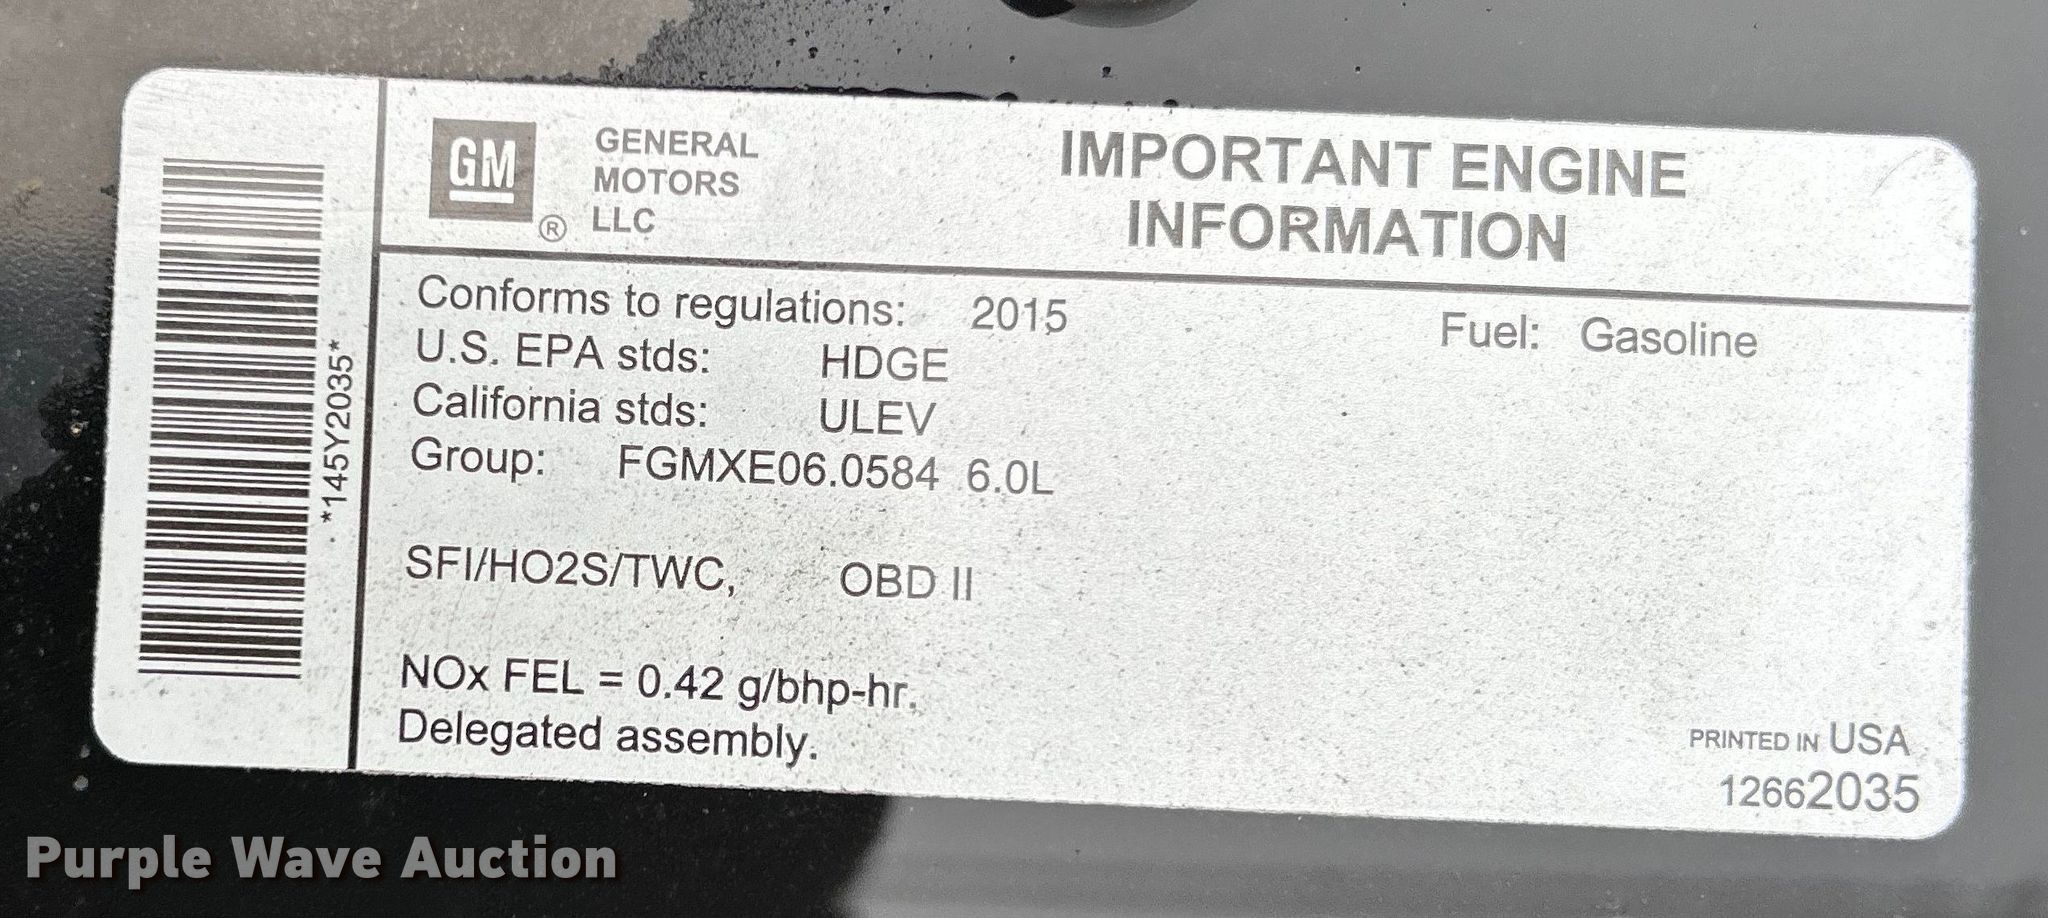 GM
®
GENERAL
MOTORS
LLC
IMPORTANT ENGINE
INFORMATION
*145Y2035*
Conforms to regulations: 2015
Fuel: Gasoline
U.S. EPA stds: HDGE
California stds: ULEV
Group: FGMXE06.0584 6.0L
SFI/HO2S/TWC, OBD II
NOx FEL = 0.42 g/bhp-hr.
Delegated assembly.
PRINTED IN USA
12662035
Purple Wave Auction